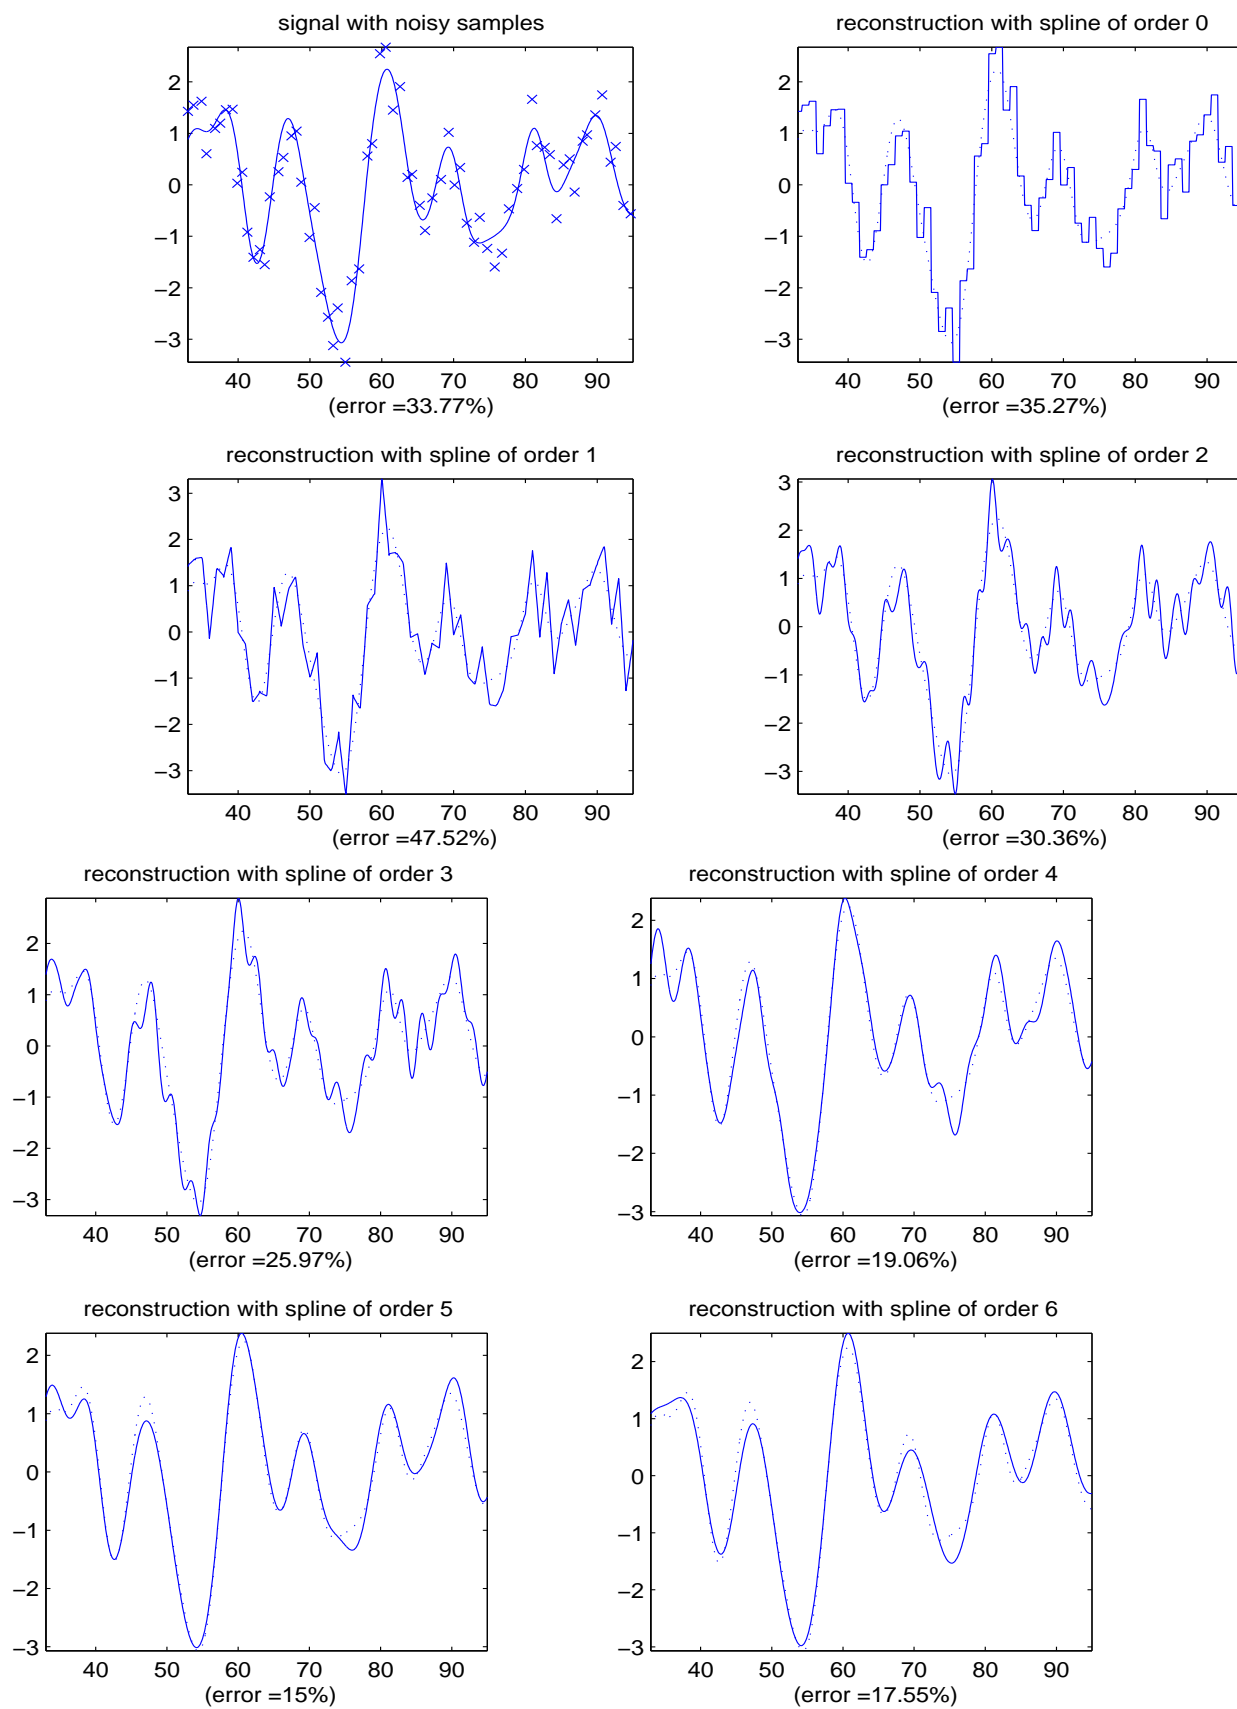 signal with noisy samples
2
1
0
−1
−2
−3
40 50 60 70 80 90
(error =33.77%)
reconstruction with spline of order 0
2
1
0
−1
−2
−3
40 50 60 70 80 90
(error =35.27%)
reconstruction with spline of order 1
3
2
1
0
−1
−2
−3
40 50 60 70 80 90
(error =47.52%)
reconstruction with spline of order 2
3
2
1
0
−1
−2
−3
40 50 60 70 80 90
(error =30.36%)
reconstruction with spline of order 3
2
1
0
−1
−2
−3
40 50 60 70 80 90
(error =25.97%)
reconstruction with spline of order 4
2
1
0
−1
−2
−3
40 50 60 70 80 90
(error =19.06%)
reconstruction with spline of order 5
2
1
0
−1
−2
−3
40 50 60 70 80 90
(error =15%)
reconstruction with spline of order 6
2
1
0
−1
−2
−3
40 50 60 70 80 90
(error =17.55%)